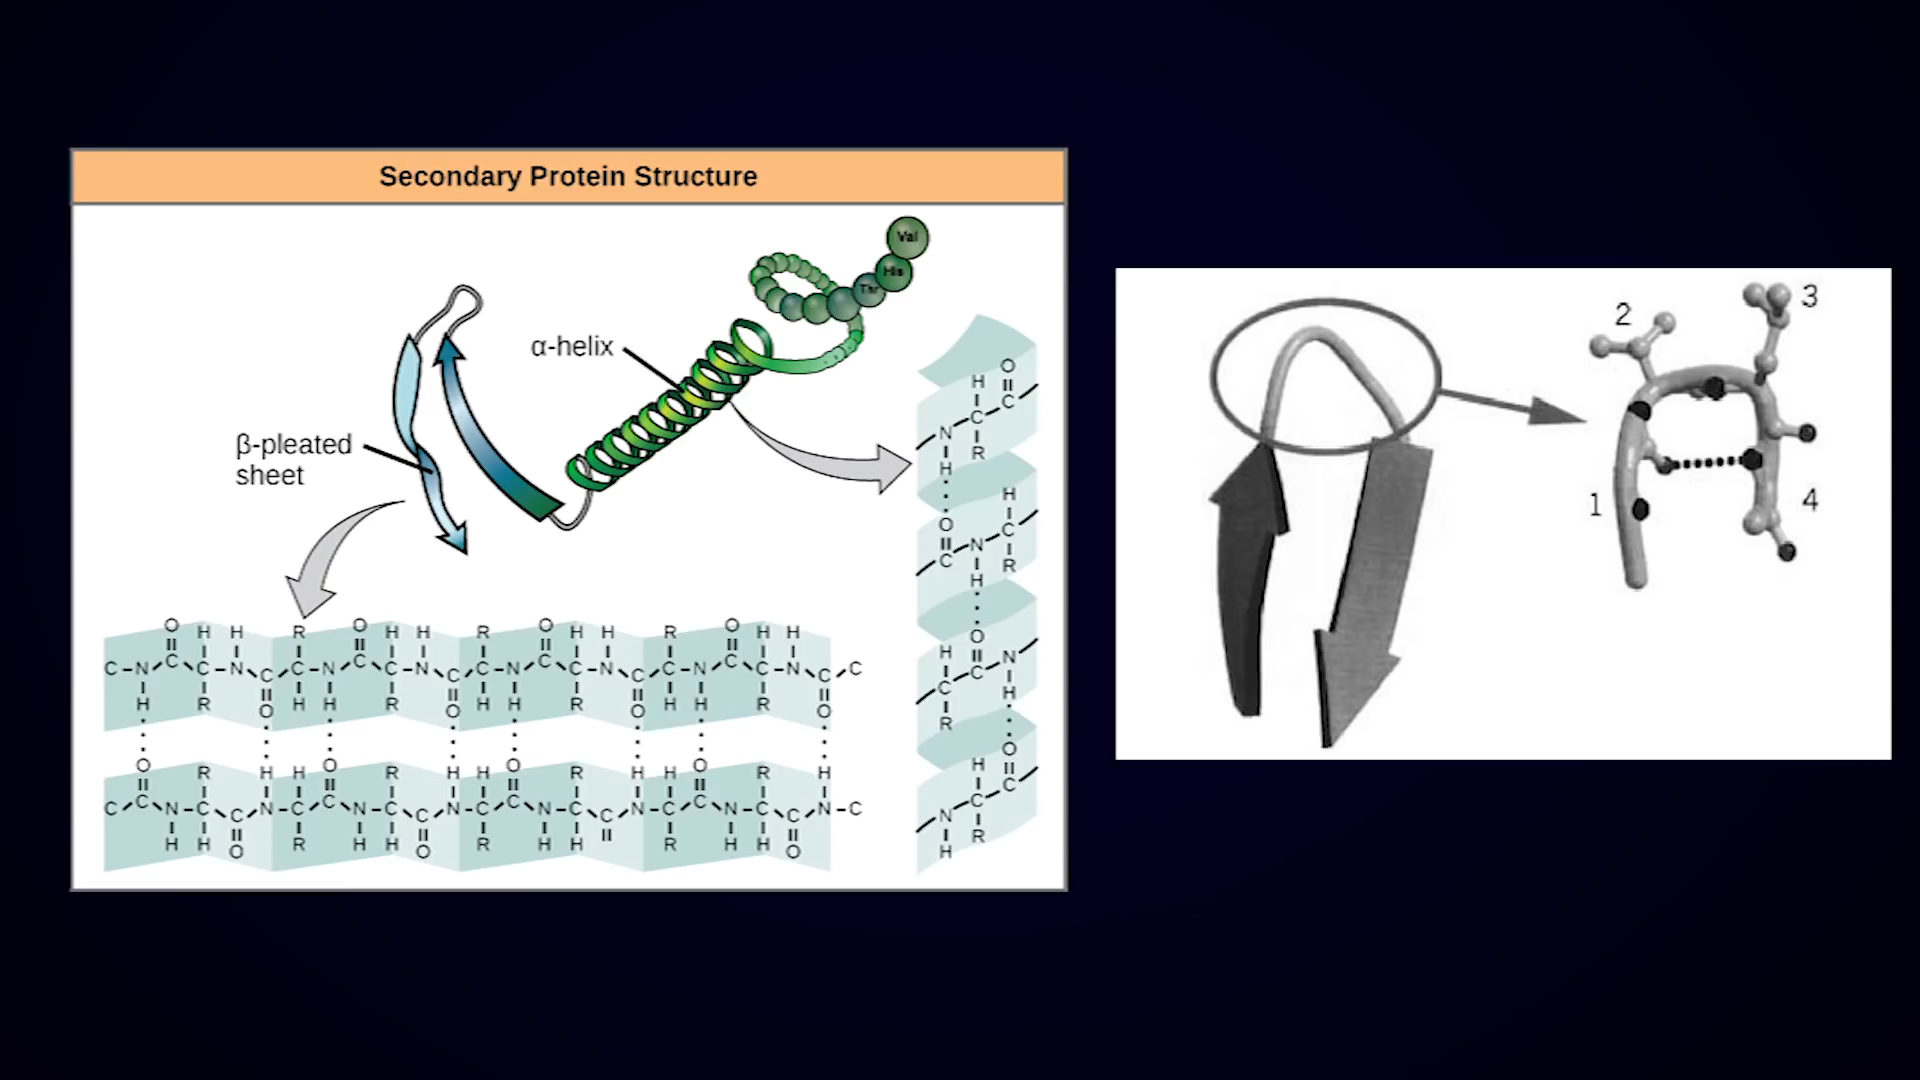 Secondary Protein Structure
Val
His
Thr
α-helix
β-pleated
sheet
O H H R O H H R O H H R O H H
C N C C N C C N C C N C C N C C N C C N C C N C C N C C
H R O H H R O H H R O H H R O
O R H H O R H H O R H H O R H
C C N C C N C C N C C N C C N C C N C C N C C N C C N C
H H O R H H O R H H R H H O
O
H
C
C
N
R
H
H
O
C
N
C
C
R
H
O
H
N
C
C
H
R
O
H
C
C
N
R
H
2
3
1
4